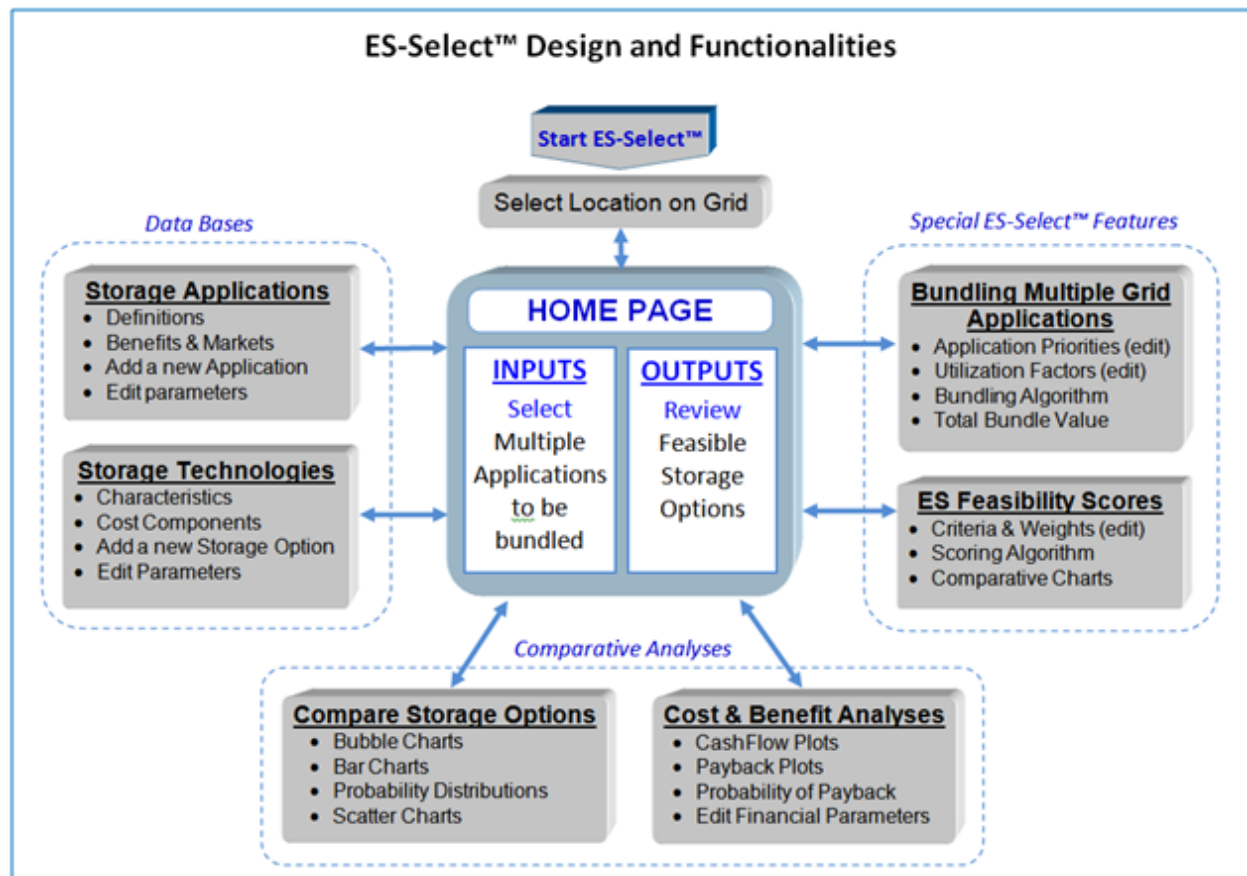 ES-Select™ Design and Functionalities
Start ES-Select™
Select Location on Grid
Data Bases
Storage Applications
• Definitions
• Benefits & Markets
• Add a new Application
• Edit parameters
Storage Technologies
• Characteristics
• Cost Components
• Add a new Storage Option
• Edit Parameters
HOME PAGE
INPUTS
Select
Multiple
Applications
to be
bundled
OUTPUTS
Review
Feasible
Storage
Options
Special ES-Select™ Features
Bundling Multiple Grid
Applications
• Application Priorities (edit)
• Utilization Factors (edit)
• Bundling Algorithm
• Total Bundle Value
ES Feasibility Scores
• Criteria & Weights (edit)
• Scoring Algorithm
• Comparative Charts
Comparative Analyses
Compare Storage Options
• Bubble Charts
• Bar Charts
• Probability Distributions
• Scatter Charts
Cost & Benefit Analyses
• CashFlow Plots
• Payback Plots
• Probability of Payback
• Edit Financial Parameters